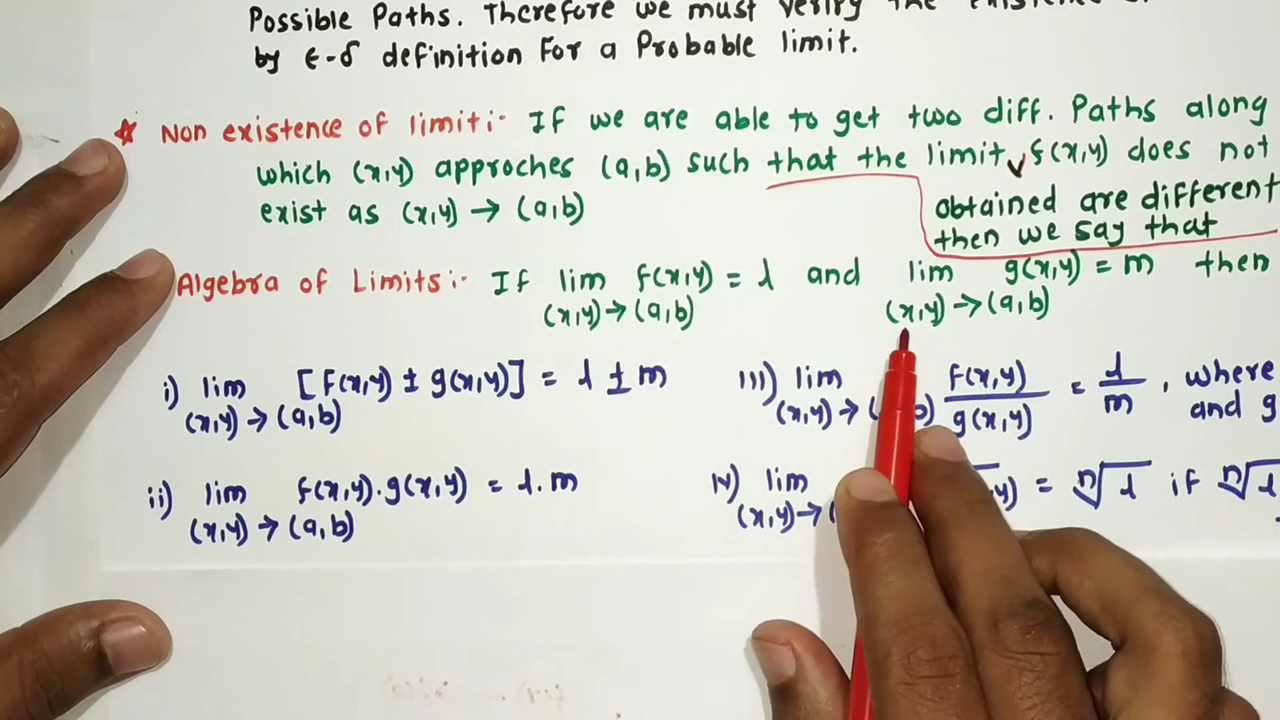 Possible Paths. Therefore we must verify the existence
by ϵ-δ definition For a Probable limit.
☆ Non existence of limit:- If we are able to get two diff. Paths along
which (x,y) approches (a,b) such that the limit ✓ f(x,y) does not
obtained are different
exist as (x,y) → (a,b)
then we say that
Algebra of Limits:- If lim f(x,y) = l and lim g(x,y) = m then
(x,y)→(a,b) (x,y)→(a,b)
i) lim [f(x,y) ± g(x,y)] = l ± m
(x,y)→(a,b)
iii) lim f(x,y)/g(x,y) = l/m , where
(x,y)→ b) and g
ii) lim f(x,y).g(x,y) = l.m
(x,y)→(a,b)
iv) lim y) = ⁿ√l if ⁿ√l
(x,y)→(